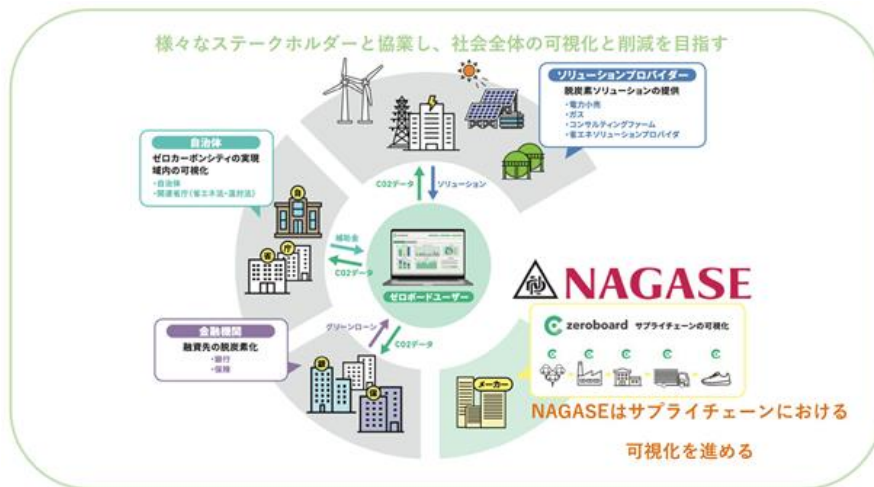 様々なステークホルダーと協業し、社会全体の可視化と削減を目指す
ソリューションプロバイダー
脱炭素ソリューションの提供
・電力小売
・ガス
・コンサルティングファーム
・省エネソリューションプロバイダ
自治体
ゼロカーボンシティの実現
域内の可視化
・自治体
・関連省庁(省エネ法・温対法)
自
省
庁
CO2データ
ソリューション
補助金
CO2データ
ゼロボードユーザー
グリーンローン
CO2データ
金融機関
融資先の脱炭素化
・銀行
・保険
銀
保
メーカー
NAGASE
zeroboard サプライチェーンの可視化
NAGASEはサプライチェーンにおける
可視化を進める